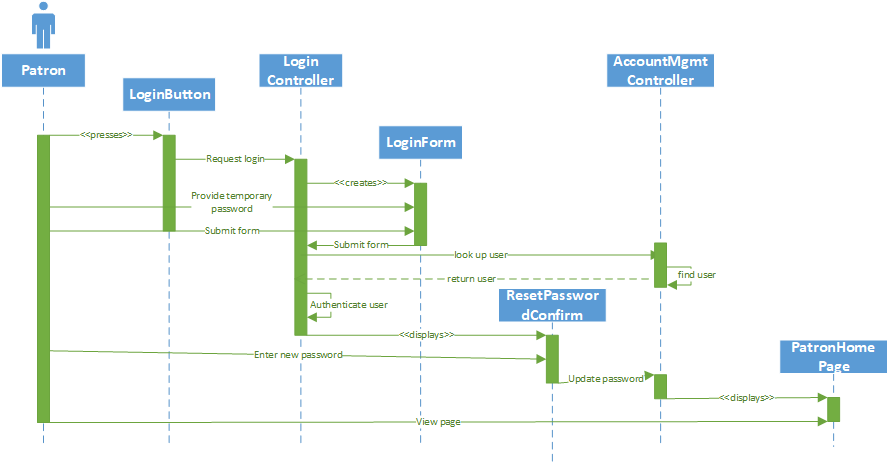 Patron
LoginButton
Login
Controller
LoginForm
AccountMgmt
Controller
<<presses>>
Request login
<<creates>>
Provide temporary
password
Submit form
Submit form
look up user
find user
return user
Authenticate user
ResetPasswor
dConfirm
<<displays>>
PatronHome
Page
Enter new password
Update password
<<displays>>
View page